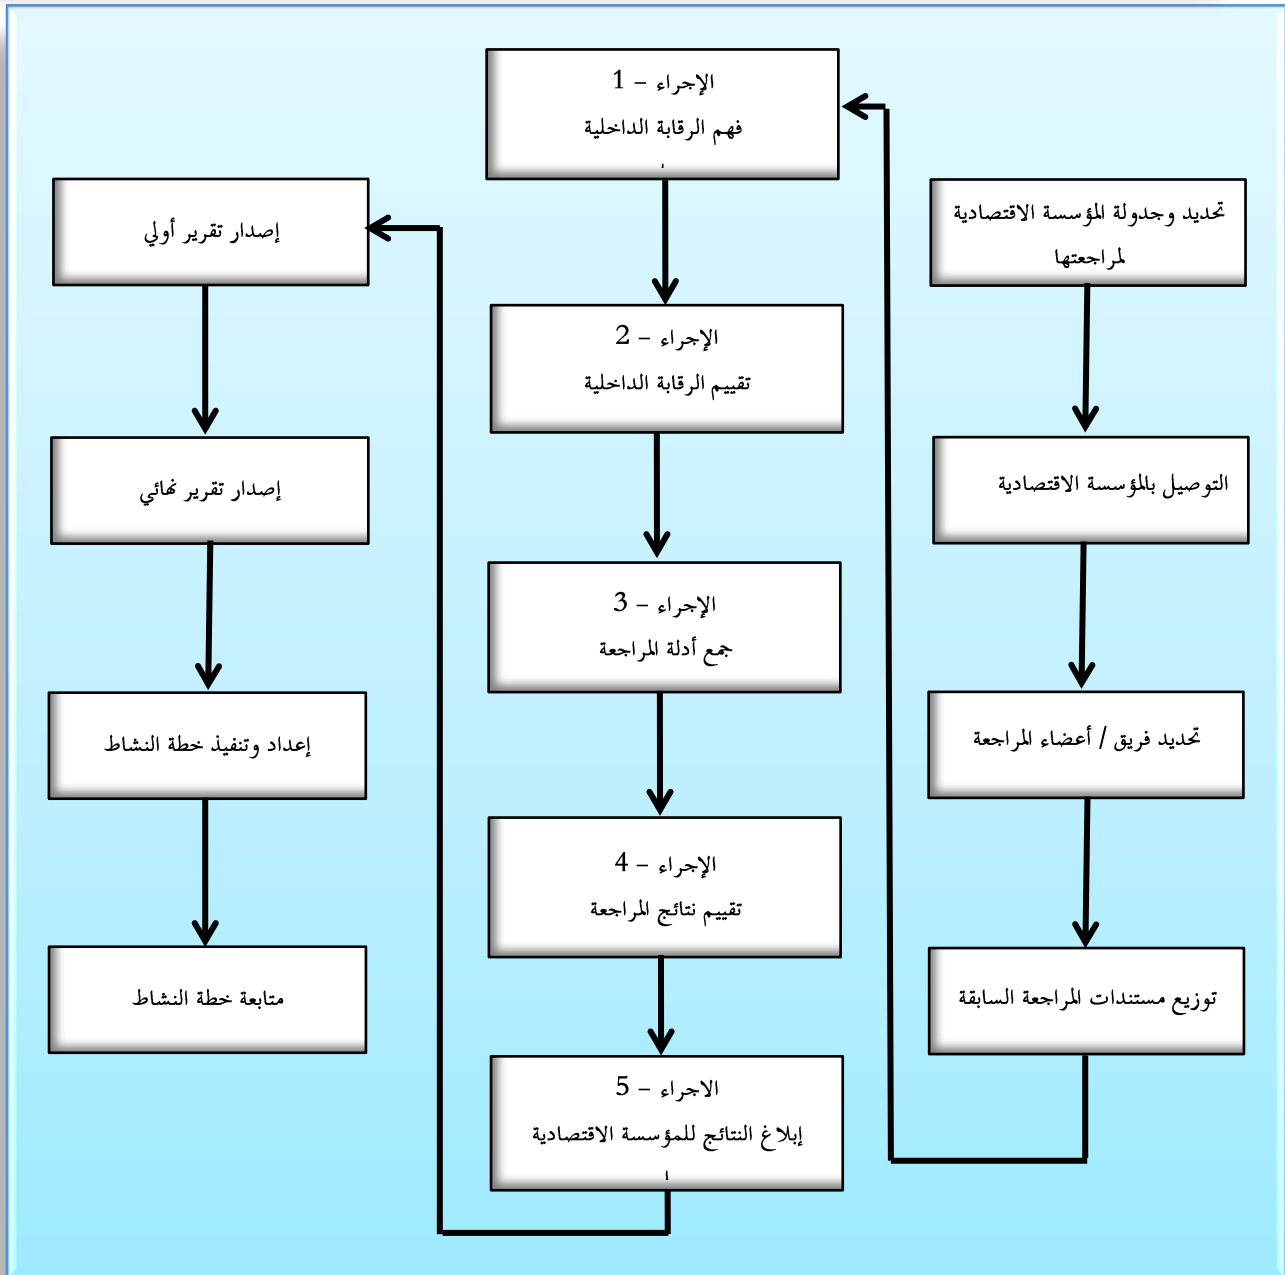 تحديد وجدولة المؤسسة الاقتصادية
لمراجعتها
التوصيل بالمؤسسة الاقتصادية
تحديد فريق / أعضاء المراجعة
توزيع مستندات المراجعة السابقة
الإجراء – 1
فهم الرقابة الداخلية
الإجراء – 2
تقييم الرقابة الداخلية
الإجراء – 3
جمع أدلة المراجعة
الإجراء – 4
تقييم نتائج المراجعة
الاجراء – 5
إبلاغ النتائج للمؤسسة الاقتصادية
إصدار تقرير أولي
إصدار تقرير نهائي
إعداد وتنفيذ خطة النشاط
متابعة خطة النشاط